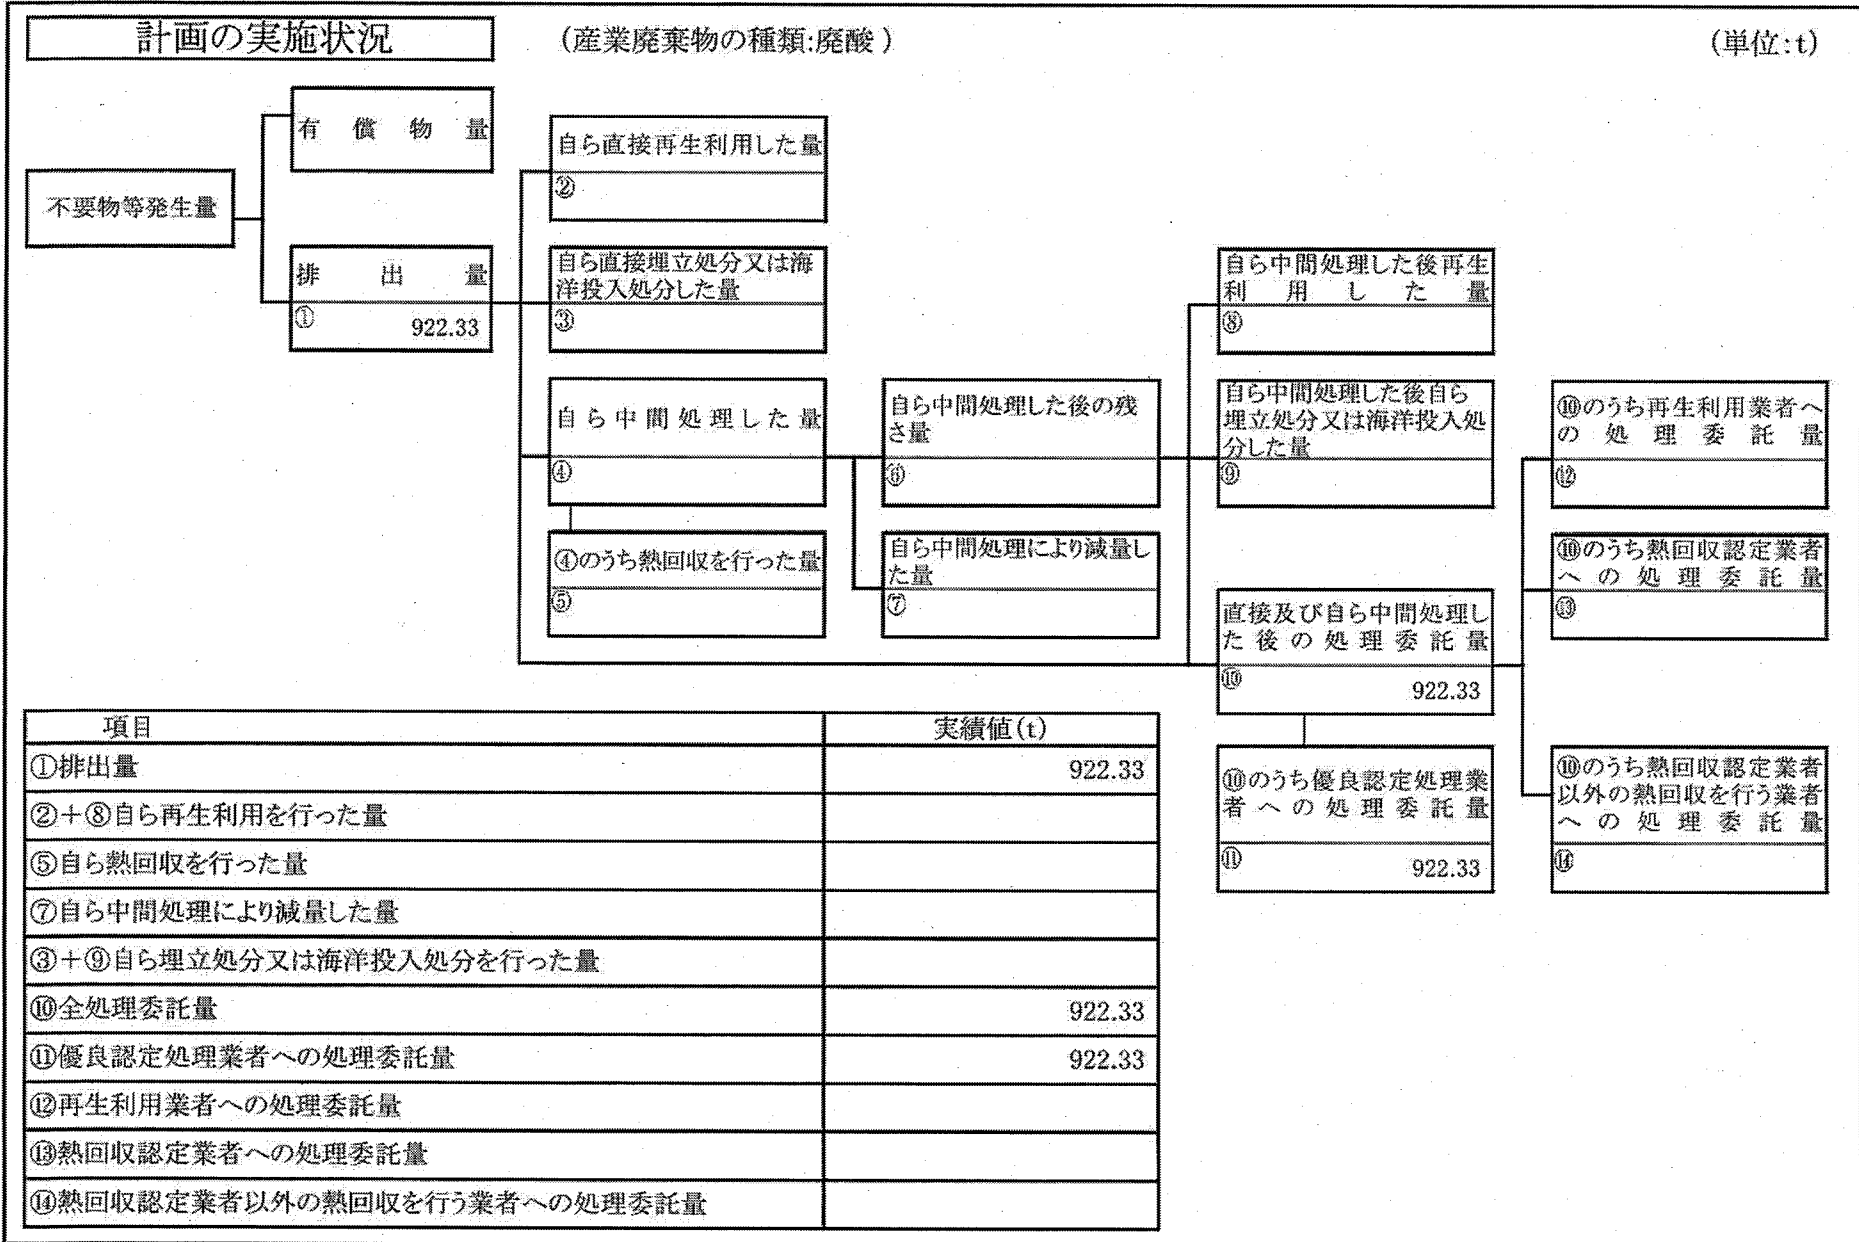 計画の実施状況
(産業廃棄物の種類:廃酸)
(単位:t)
不要物等発生量
有償物量
排出量
①
922.33
自ら直接再生利用した量
②
自ら直接埋立処分又は海
洋投入処分した量
③
自ら中間処理した量
④
④のうち熱回収を行った量
⑤
自ら中間処理した後の残
さ量
⑥
自ら中間処理により減量し
た量
⑦
自ら中間処理した後再生
利用した量
⑧
自ら中間処理した後自ら
埋立処分又は海洋投入処
分した量
⑨
直接及び自ら中間処理し
た後の処理委託量
⑩
922.33
⑩のうち優良認定処理業
者への処理委託量
⑪
922.33
⑩のうち再生利用業者へ
の処理委託量
⑫
⑩のうち熱回収認定業者
への処理委託量
⑬
⑩のうち熱回収認定業者
以外の熱回収を行う業者
への処理委託量
⑭
項目 実績値(t)
①排出量 922.33
②+⑧自ら再生利用を行った量
⑤自ら熱回収を行った量
⑦自ら中間処理により減量した量
③+⑨自ら埋立処分又は海洋投入処分を行った量
⑩全処理委託量 922.33
⑪優良認定処理業者への処理委託量 922.33
⑫再生利用業者への処理委託量
⑬熱回収認定業者への処理委託量
⑭熱回収認定業者以外の熱回収を行う業者への処理委託量